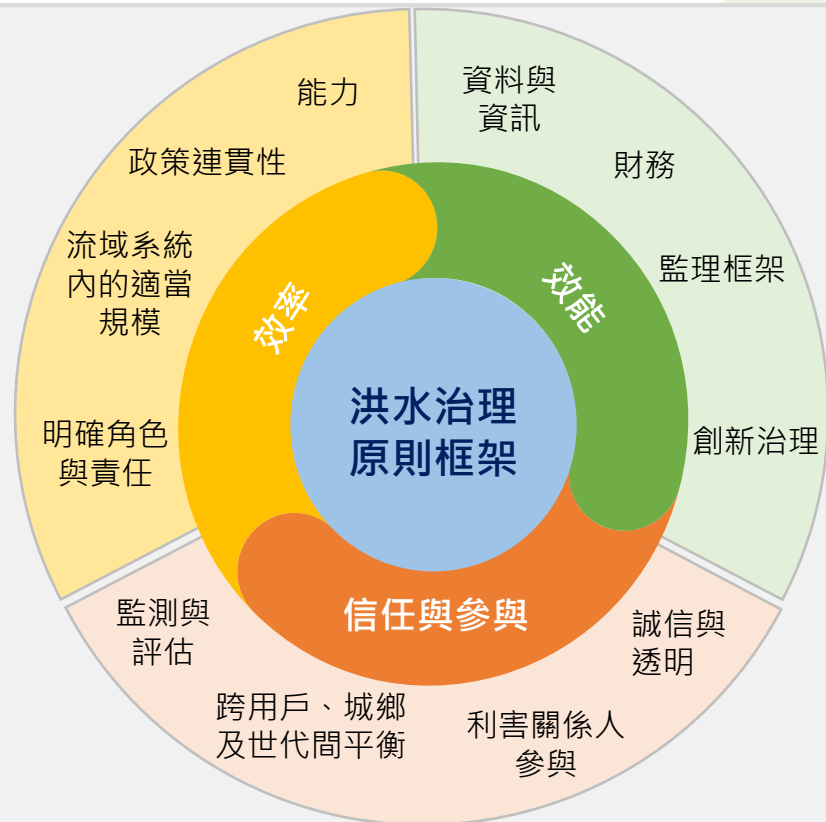 洪水治理
原則框架
效能
資料與
資訊
財務
監理框架
創新治理
信任與參與
誠信與
透明
利害關係人
參與
跨用戶、城鄉
及世代間平衡
監測與
評估
效率
明確角色
與責任
流域系統
內的適當
規模
政策連貫性
能力